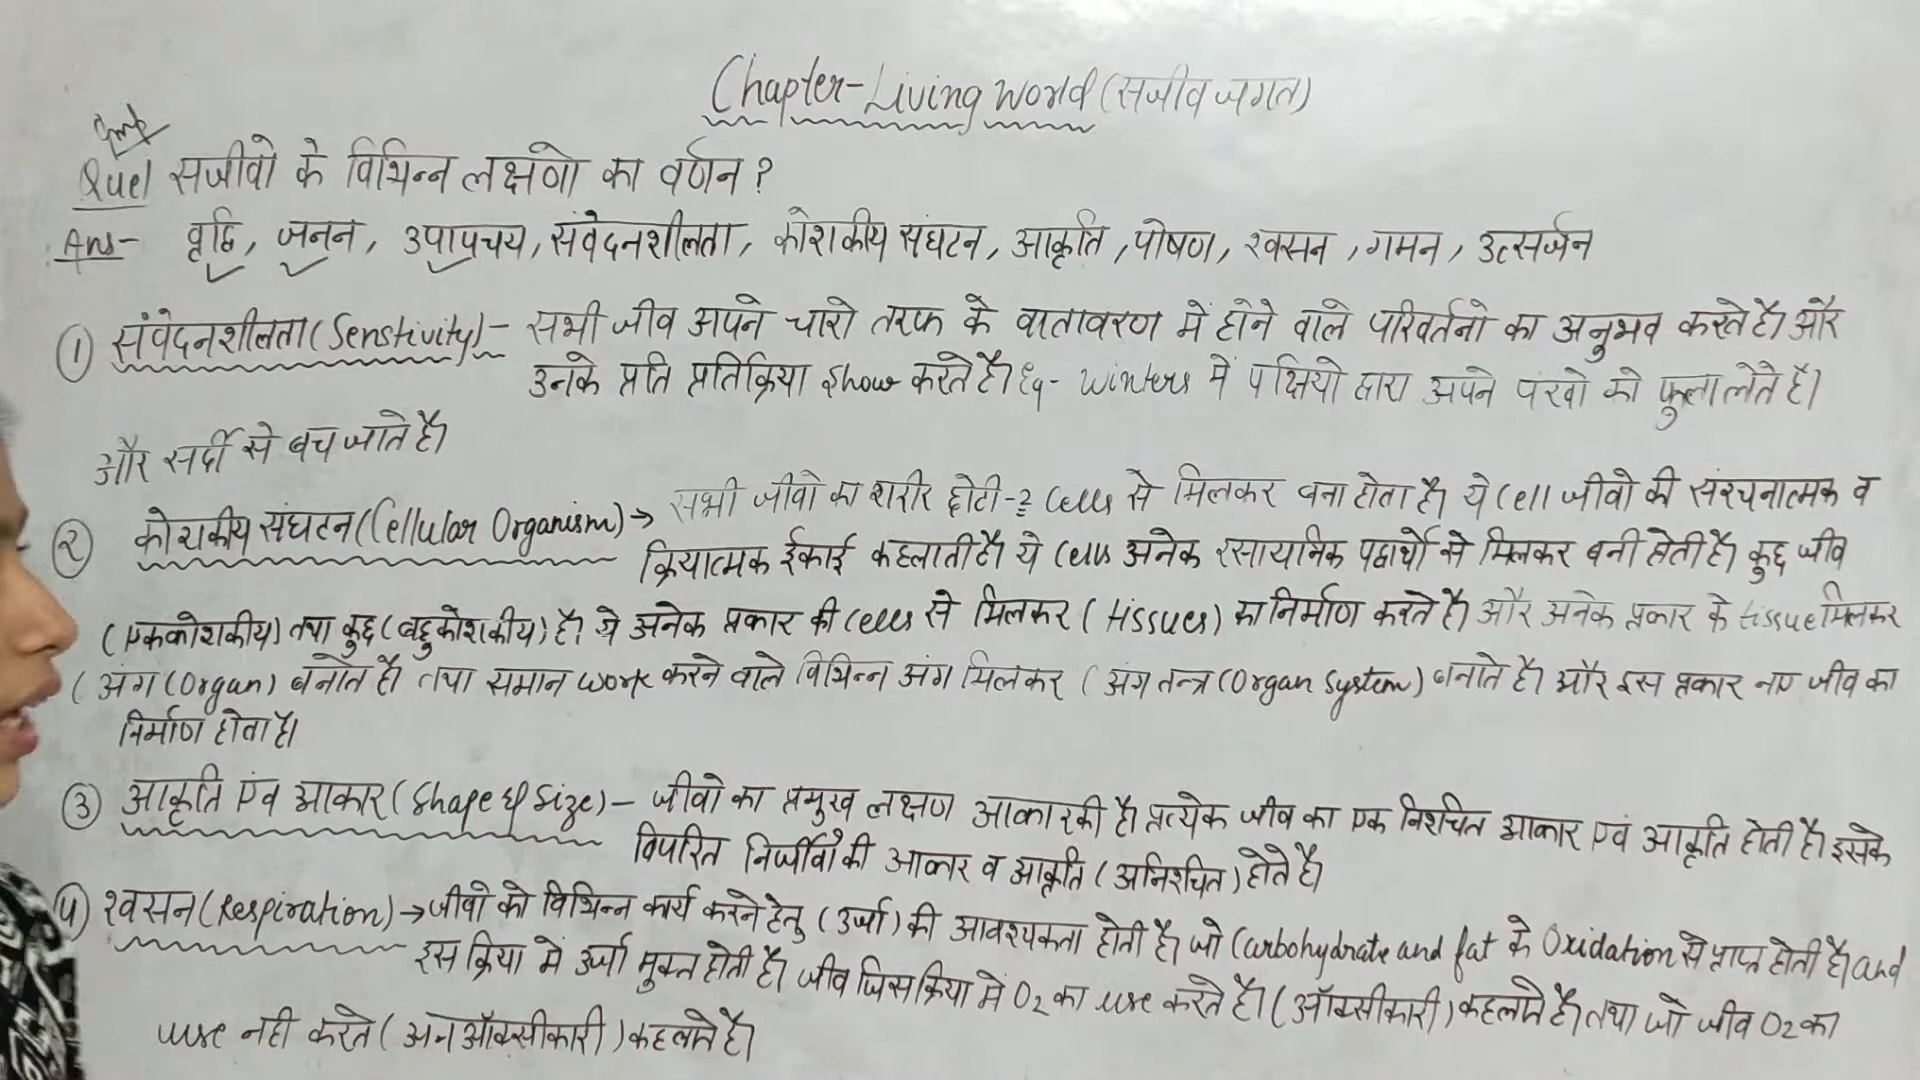 Chapter-Living World (सजीव जगत)
Imp
Que1 सजीवो के विभिन्न लक्षणो का वर्णन ?
Ans- वृद्धि, जनन, उपापचय, संवेदनशीलता, कोशकीय संघटन, आकृति, पोषण, श्वसन, गमन, उत्सर्जन
① संवेदनशीलता (Senstivity) - सभी जीव अपने चारो तरफ के वातावरण में होने वाले परिवर्तनो का अनुभव करते है। और
उनके प्रति प्रतिक्रिया show करते है। Eg- winters में पक्षियो द्वारा अपने पंखो को फुला लेते है।
और सर्दी से बच जाते है।
② कोशकीय संघटन (Cellular Organism) → सभी जीवो का शरीर छोटी-2 cells से मिलकर बना होता है। ये cell जीवो की संरचनात्मक व
क्रियात्मक ईकाई कहलाती है। ये cells अनेक रसायनिक पदार्थो से मिलकर बनी होती है। कुछ जीव
(एककोशकीय) तथा कुछ (बहुकोशकीय) है। ये अनेक प्रकार की cells से मिलकर (tissues) का निर्माण करते है। और अनेक प्रकार के tissue मिलकर
(अंग (Organ) बनाते है। तथा समान work करने वाले विभिन्न अंग मिलकर (अंग तन्त्र (Organ System) बनाते है। और इस प्रकार नए जीव का
निर्माण होता है।
③ आकृति एंव आकार (Shape & Size) - जीवो का प्रमुख लक्षण आकार की है। प्रत्येक जीव का एक निश्चित आकार एवं आकृति होती है। इसके
विपरित निर्जीवों की आकार व आकृति (अनिश्चित) होते है।
④ श्वसन (Respiration) → जीवो को विभिन्न कार्य करने हेतु (उर्जा) की आवश्यकता होती है। जो Carbohydrate and fat के Oxidation से प्राप्त होती है। and
इस क्रिया में उर्जा मुक्त होती है। जीव जिस क्रिया में O2 का use करते है। (ऑक्सीकारी) कहलाते है। तथा जो जीव O2 का
use नही करते (अनऑक्सीकारी) कहलाते है।